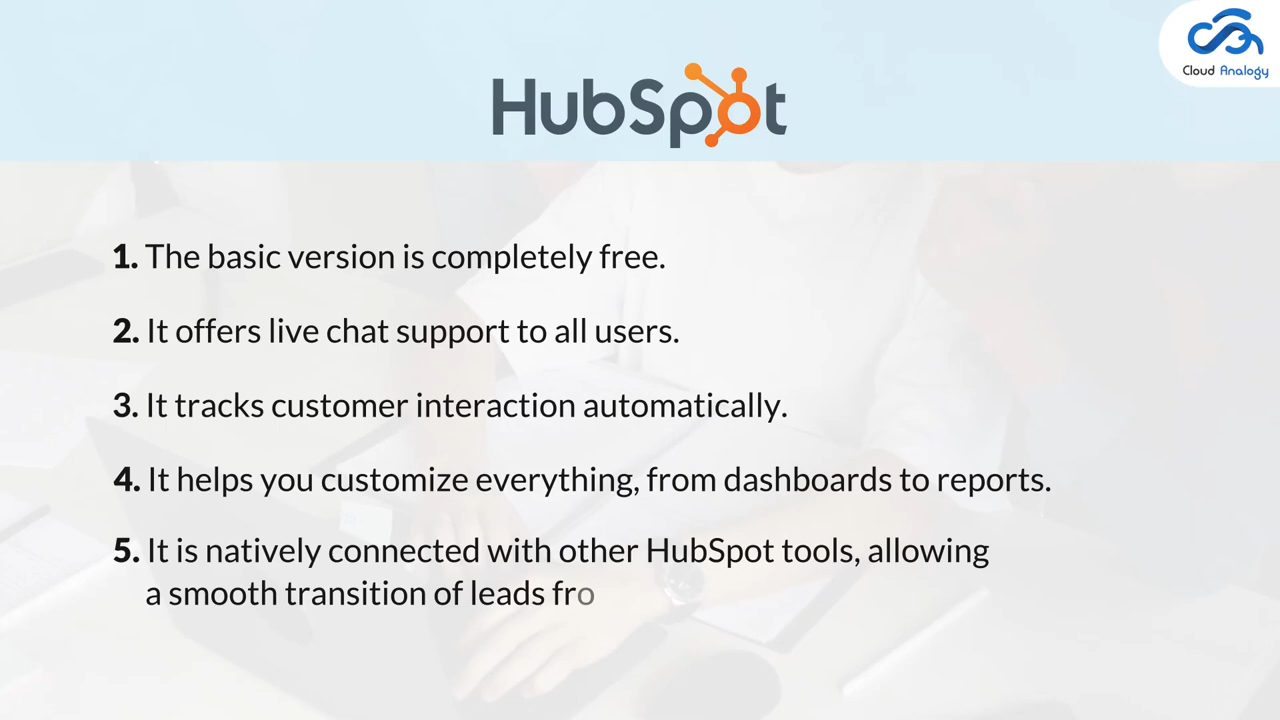 Cloud Analogy
HubSpot
1. The basic version is completely free.
2. It offers live chat support to all users.
3. It tracks customer interaction automatically.
4. It helps you customize everything, from dashboards to reports.
5. It is natively connected with other HubSpot tools, allowing
a smooth transition of leads fro